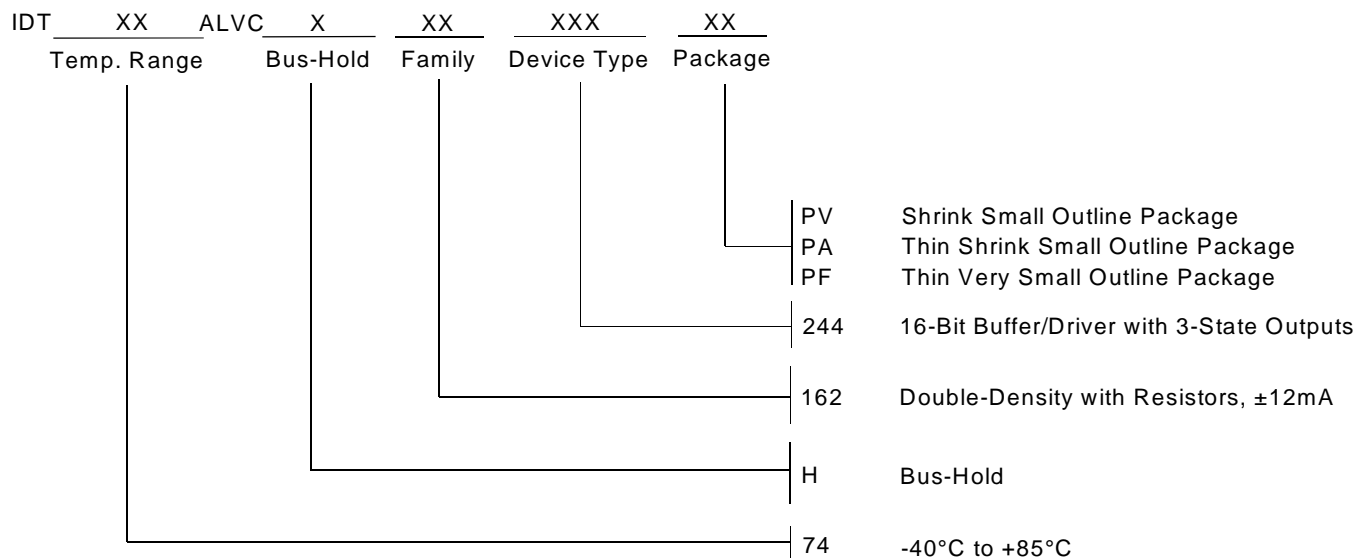 IDT XX ALVC X XX XXX XX
Temp. Range Bus-Hold Family Device Type Package
PV Shrink Small Outline Package
PA Thin Shrink Small Outline Package
PF Thin Very Small Outline Package
244 16-Bit Buffer/Driver with 3-State Outputs
162 Double-Density with Resistors, ±12mA
H Bus-Hold
74 -40°C to +85°C